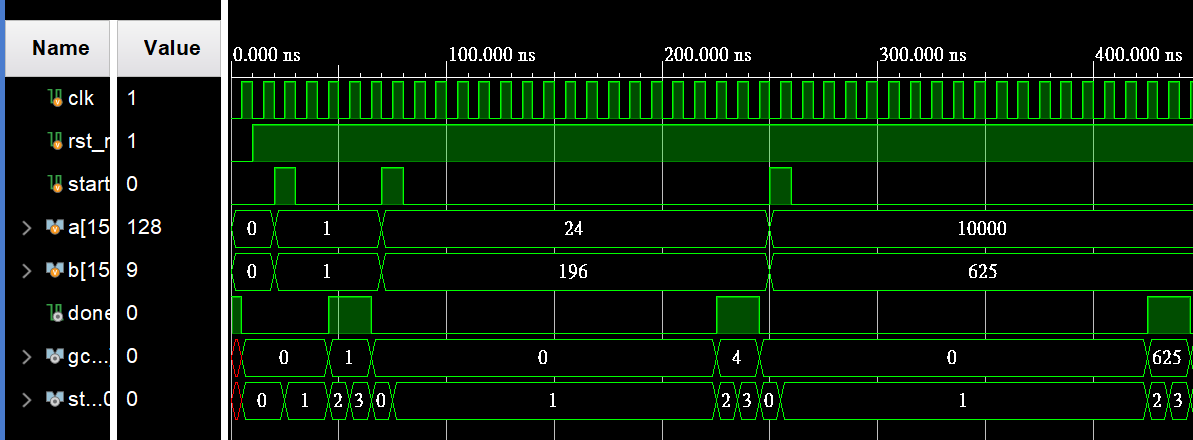 Name Value
0.000 ns 100.000 ns 200.000 ns 300.000 ns 400.000 ns
clk 1
rst_r 1
start 0
a[15 128 0 1 24 10000
b[15 9 0 1 196 625
done 0
gc... 0 0 1 0 4 0 625
st...0 0 0 1 2 3 0 1 2 3 0 1 2 3